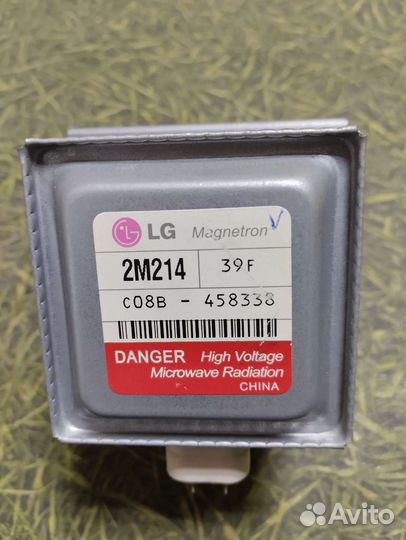 LG Magnetron
2M214 39F
C08B - 458338
DANGER High Voltage
Microwave Radiation
CHINA
Avito